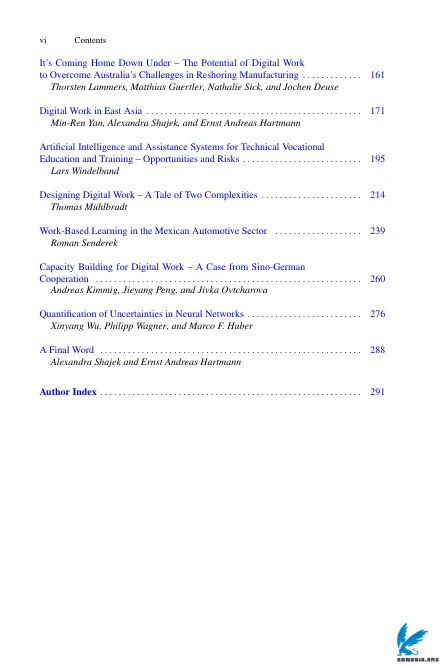 vi Contents
It's Coming Home Down Under – The Potential of Digital Work
to Overcome Australia's Challenges in Reshoring Manufacturing . . . . . . . . . . . . . 161
Thorsten Lammers, Matthias Guertler, Nathalie Sick, and Jochen Deuse
Digital Work in East Asia . . . . . . . . . . . . . . . . . . . . . . . . . . . . . . . . . . . . . . . . . . . . . . . 171
Min-Ren Yan, Alexandra Shajek, and Ernst Andreas Hartmann
Artificial Intelligence and Assistance Systems for Technical Vocational
Education and Training – Opportunities and Risks . . . . . . . . . . . . . . . . . . . . . . . . . . 195
Lars Windelband
Designing Digital Work – A Tale of Two Complexities . . . . . . . . . . . . . . . . . . . . . . 214
Thomas Mühlbradt
Work-Based Learning in the Mexican Automotive Sector . . . . . . . . . . . . . . . . . . . 239
Roman Senderek
Capacity Building for Digital Work – A Case from Sino-German
Cooperation . . . . . . . . . . . . . . . . . . . . . . . . . . . . . . . . . . . . . . . . . . . . . . . . . . . . . . . . . . 260
Andreas Kimmig, Jieyang Peng, and Jivka Ovtcharova
Quantification of Uncertainties in Neural Networks . . . . . . . . . . . . . . . . . . . . . . . . . 276
Xinyang Wu, Philipp Wagner, and Marco F. Huber
A Final Word . . . . . . . . . . . . . . . . . . . . . . . . . . . . . . . . . . . . . . . . . . . . . . . . . . . . . . . . . 288
Alexandra Shajek and Ernst Andreas Hartmann
Author Index . . . . . . . . . . . . . . . . . . . . . . . . . . . . . . . . . . . . . . . . . . . . . . . . . . . . . . . . . 291